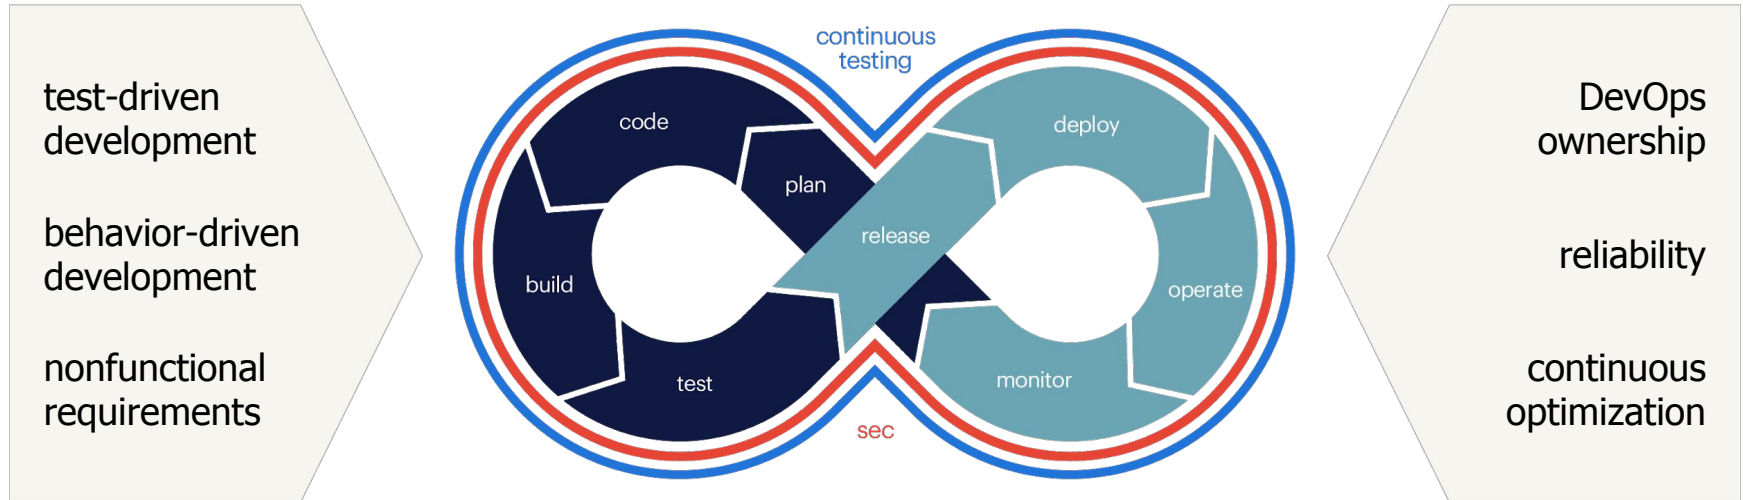 test-driven
development
behavior-driven
development
nonfunctional
requirements
continuous
testing
code
plan
build
test
release
deploy
operate
monitor
sec
DevOps
ownership
reliability
continuous
optimization